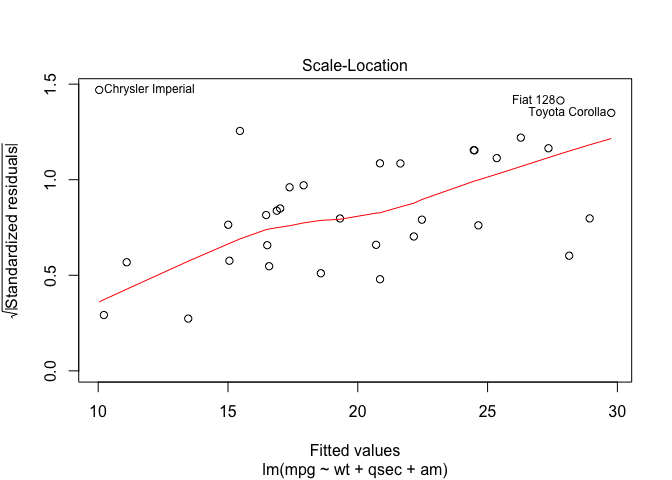 Scale-Location
√|Standardized residuals|
1.5
1.0
0.5
0.0
Chrysler Imperial
Fiat 128
Toyota Corolla
10 15 20 25 30
Fitted values
lm(mpg ~ wt + qsec + am)